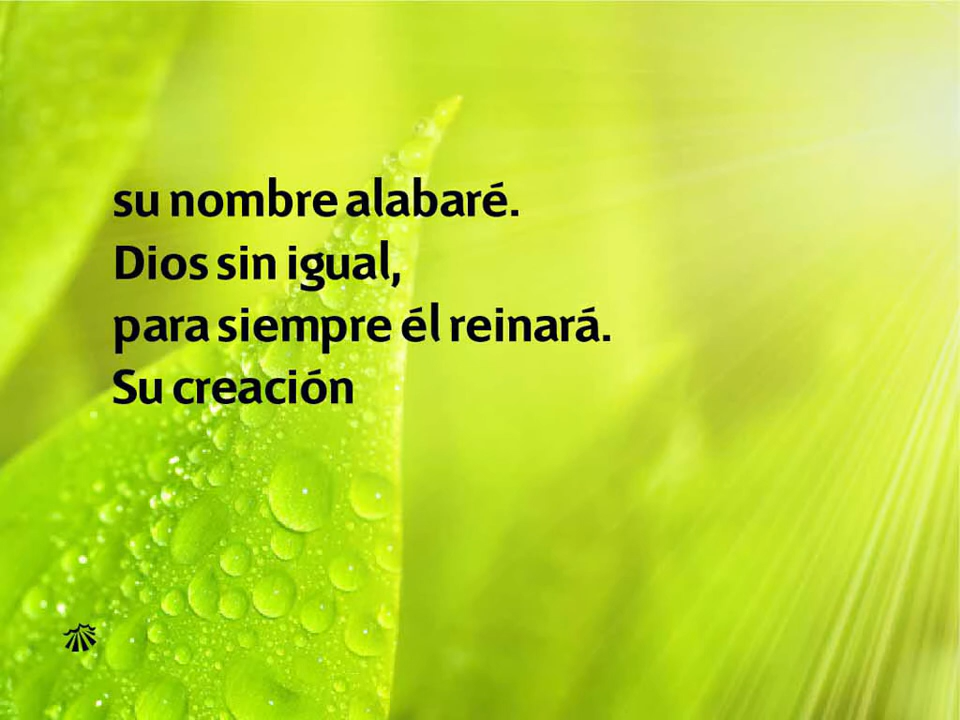 su nombre alabaré.
Dios sin igual,
para siempre él reinará.
Su creación